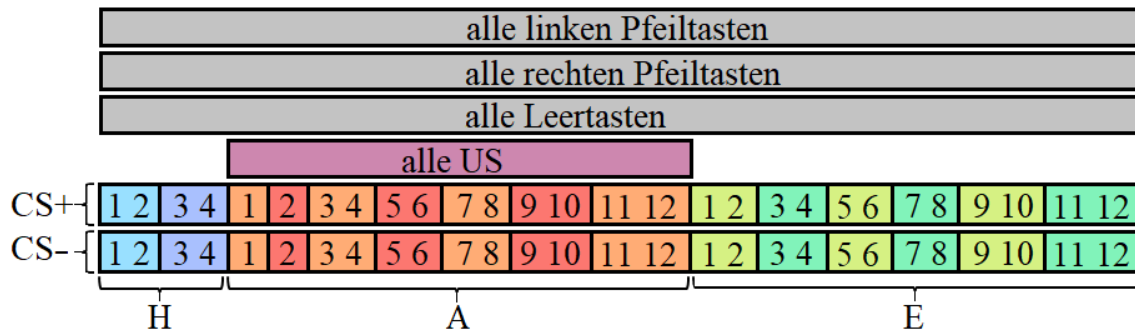 alle linken Pfeiltasten
alle rechten Pfeiltasten
alle Leertasten
alle US
CS+ 1 2 3 4 1 2 3 4 5 6 7 8 9 10 11 12 1 2 3 4 5 6 7 8 9 10 11 12
CS- 1 2 3 4 1 2 3 4 5 6 7 8 9 10 11 12 1 2 3 4 5 6 7 8 9 10 11 12
H A E